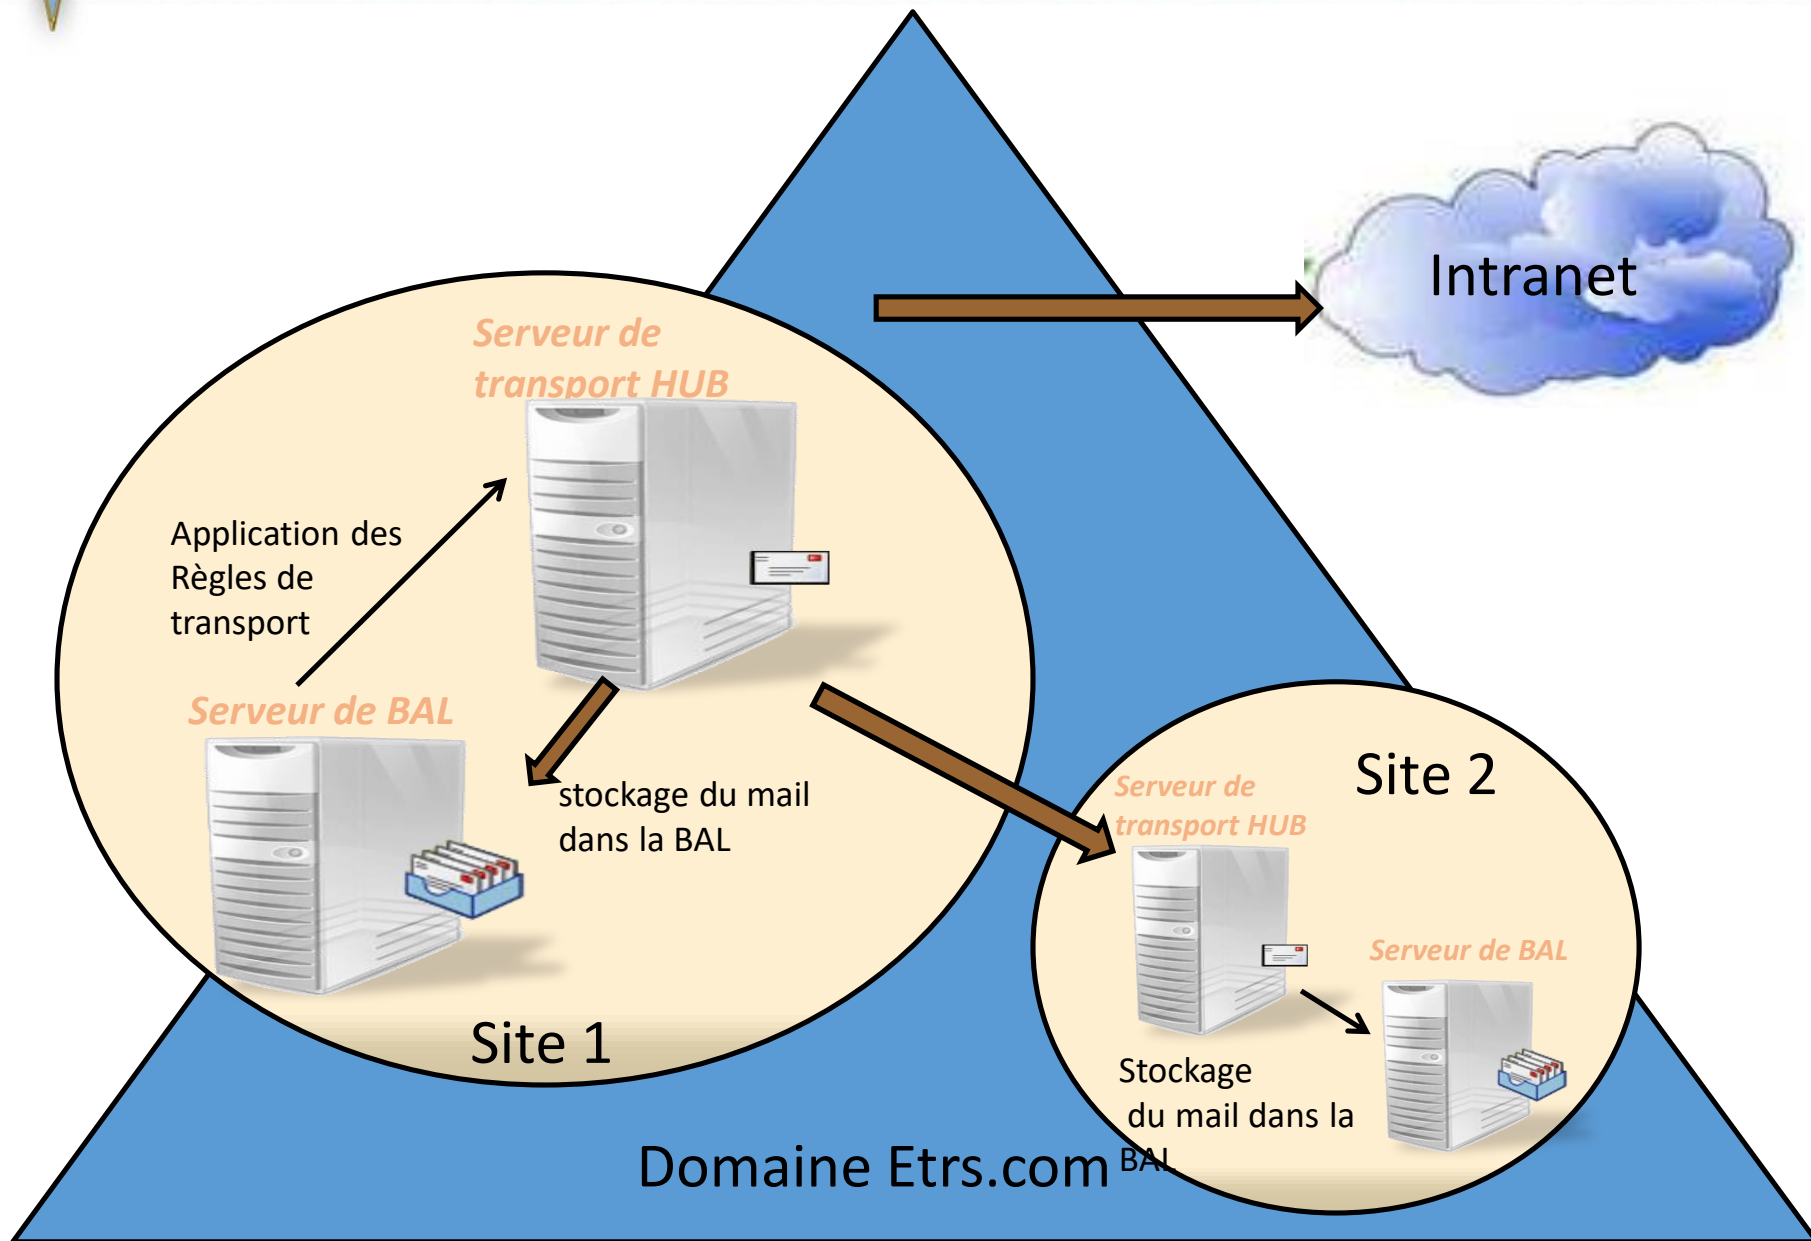 Intranet
Serveur de
transport HUB
Application des
Règles de
transport
Serveur de BAL
stockage du mail
dans la BAL
Site 1
Site 2
Serveur de
transport HUB
Serveur de BAL
Stockage
du mail dans la
BAL
Domaine Etrs.com